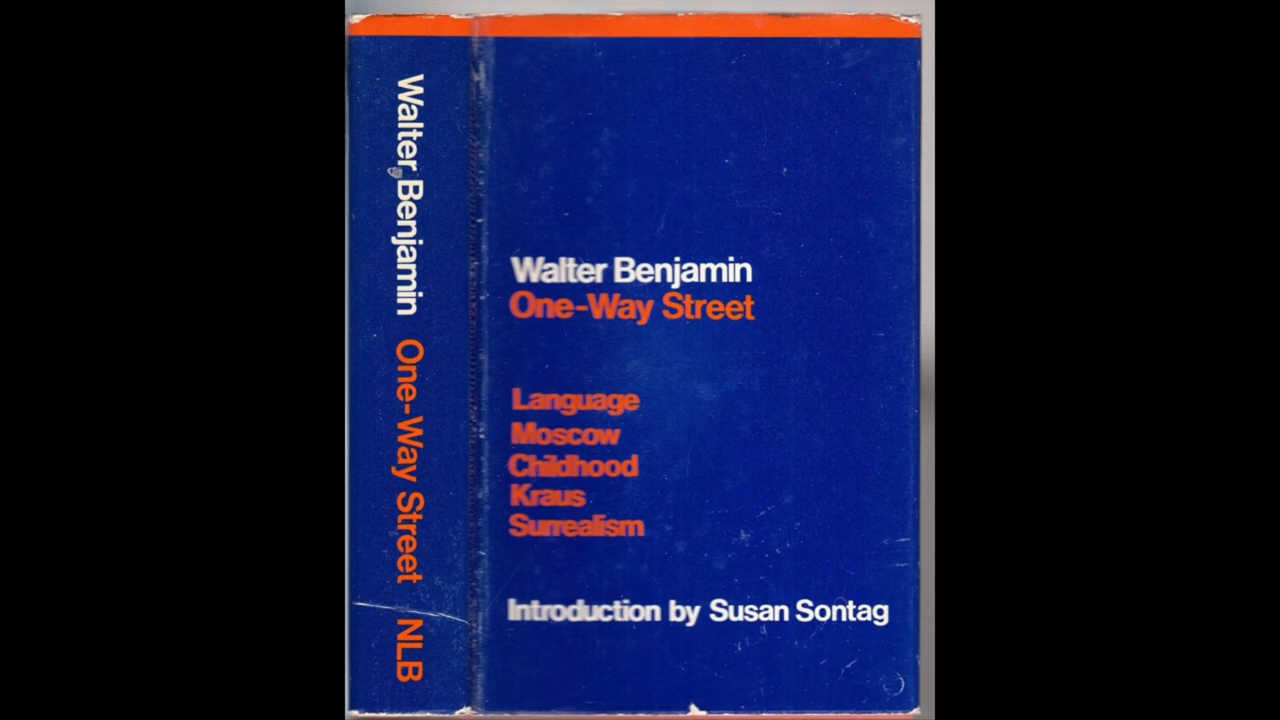 Walter Benjamin One-Way Street NLB
Walter Benjamin
One-Way Street
Language
Moscow
Childhood
Kraus
Surrealism
Introduction by Susan Sontag